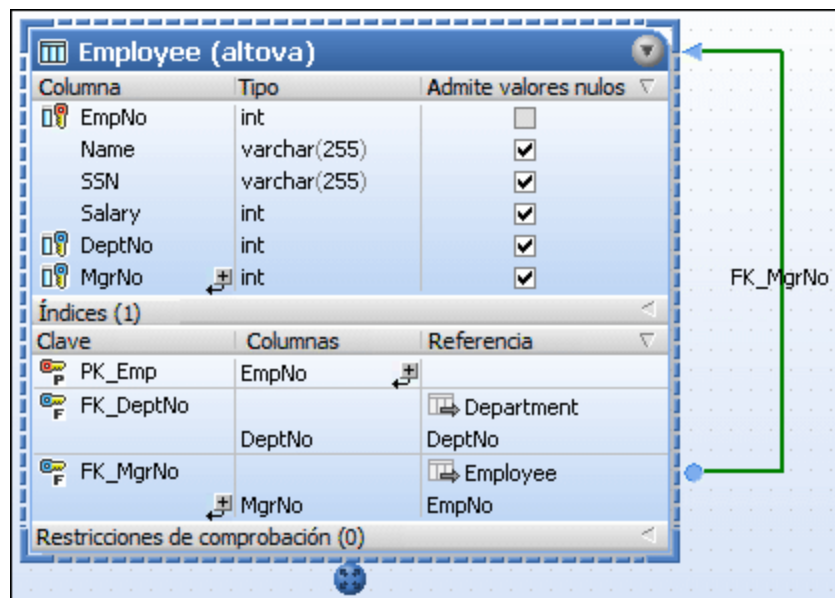 Employee (altova)
Columna Tipo Admite valores nulos
EmpNo int
Name varchar(255)
SSN varchar(255)
Salary int
DeptNo int
MgrNo int
FK_MgrNo
Índices (1)
Clave Columnas Referencia
P PK_Emp EmpNo
F FK_DeptNo Department
DeptNo DeptNo
F FK_MgrNo Employee
MgrNo EmpNo
Restricciones de comprobación (0)